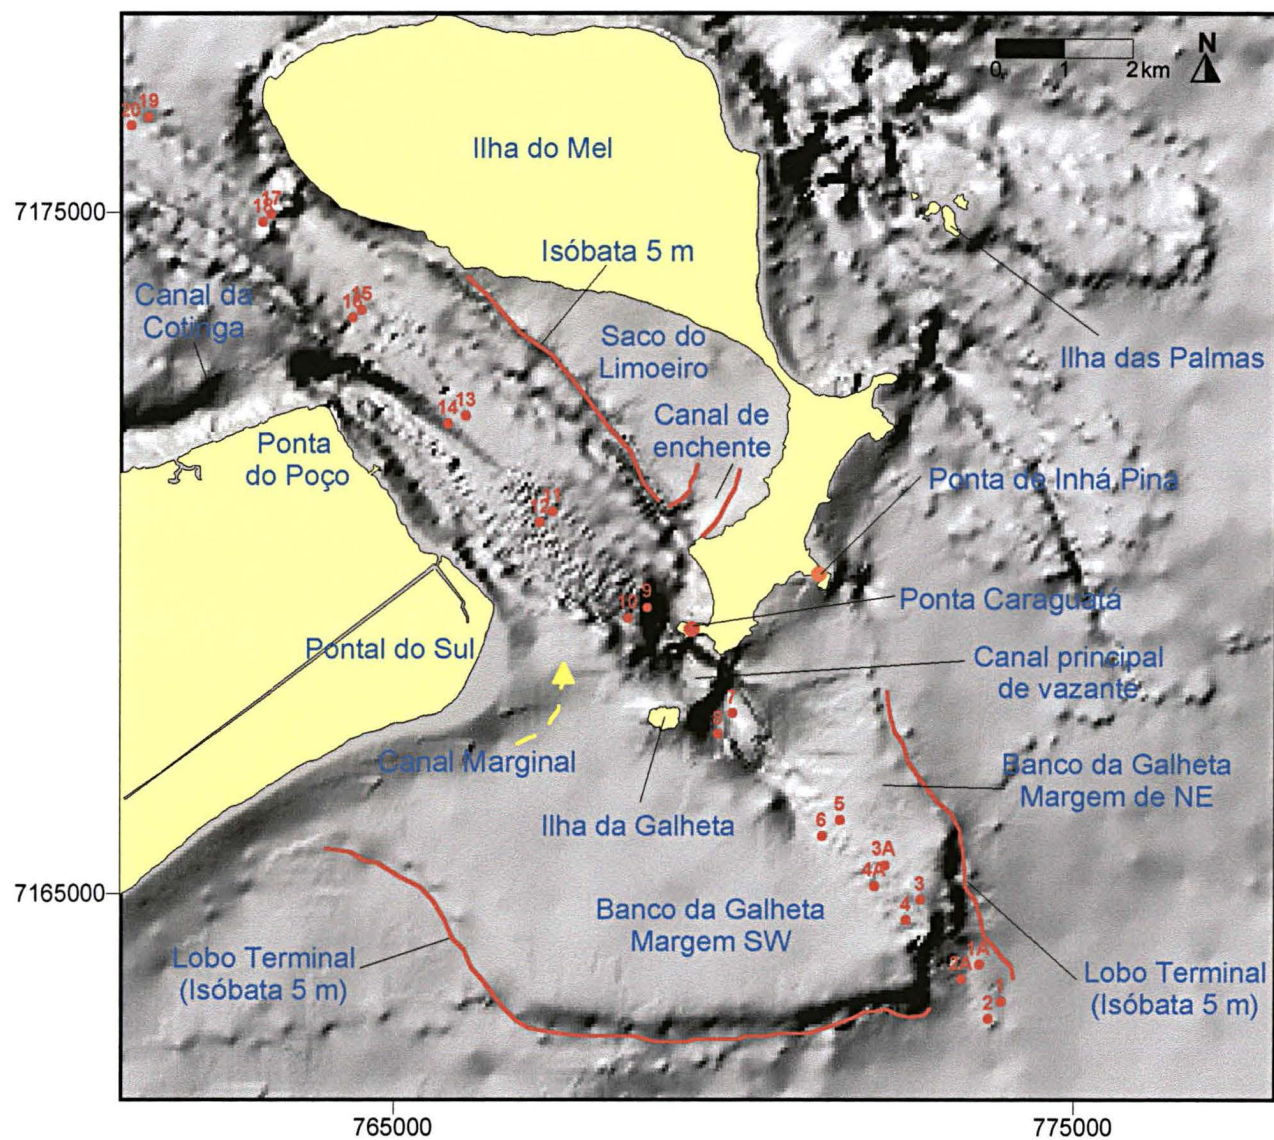 N
0 1 2 km
Ilha do Mel
20 19
7175000
18 17
Isóbata 5 m
Canal da
Cotinga
16 15
Saco do
Limoeiro
Ilha das Palmas
14 13
Canal de
enchente
Ponta
do Poço
Ponta de Inhá Pina
12 11
10 9
Ponta Caraguatá
Pontal do Sul
Canal principal
de vazante
7
8
Canal Marginal
Banco da Galheta
Margem de NE
Ilha da Galheta
5
6
3A
4A
7165000
3
4
Banco da Galheta
Margem SW
Lobo Terminal
(Isóbata 5 m)
1A
2A
Lobo Terminal
(Isóbata 5 m)
1
2
765000
775000